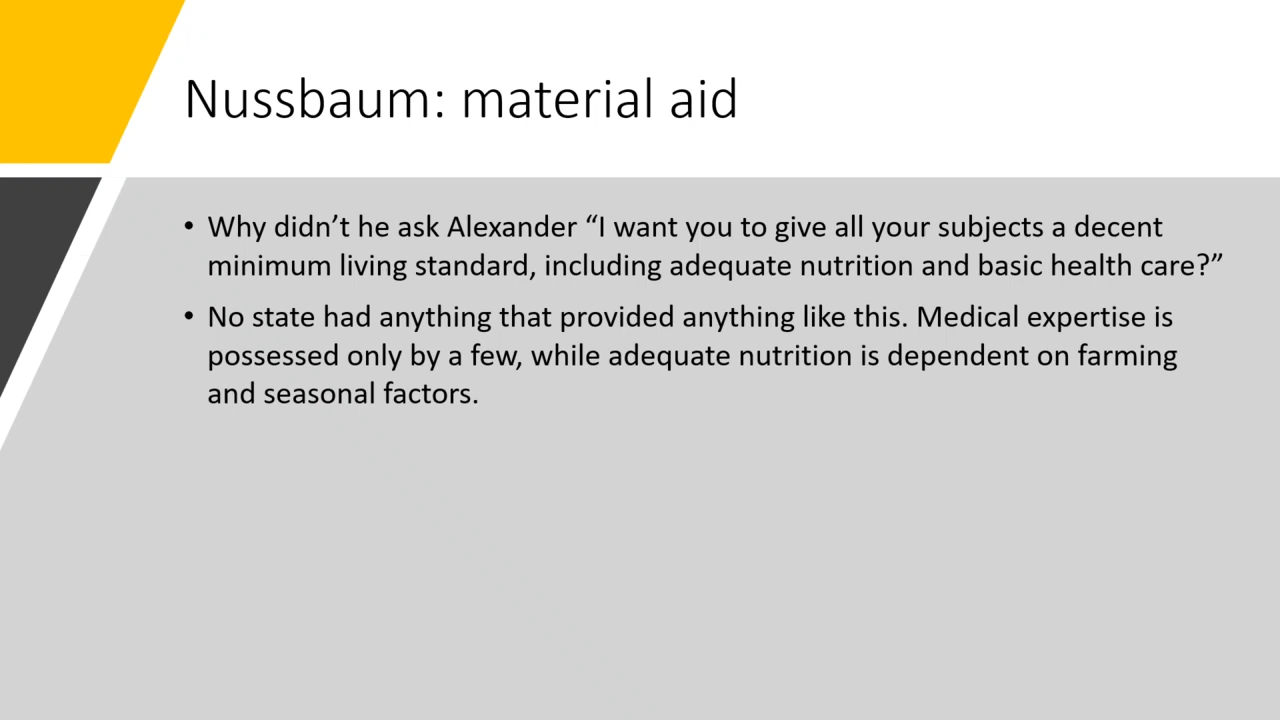 Nussbaum: material aid
• Why didn’t he ask Alexander “I want you to give all your subjects a decent
minimum living standard, including adequate nutrition and basic health care?”
• No state had anything that provided anything like this. Medical expertise is
possessed only by a few, while adequate nutrition is dependent on farming
and seasonal factors.